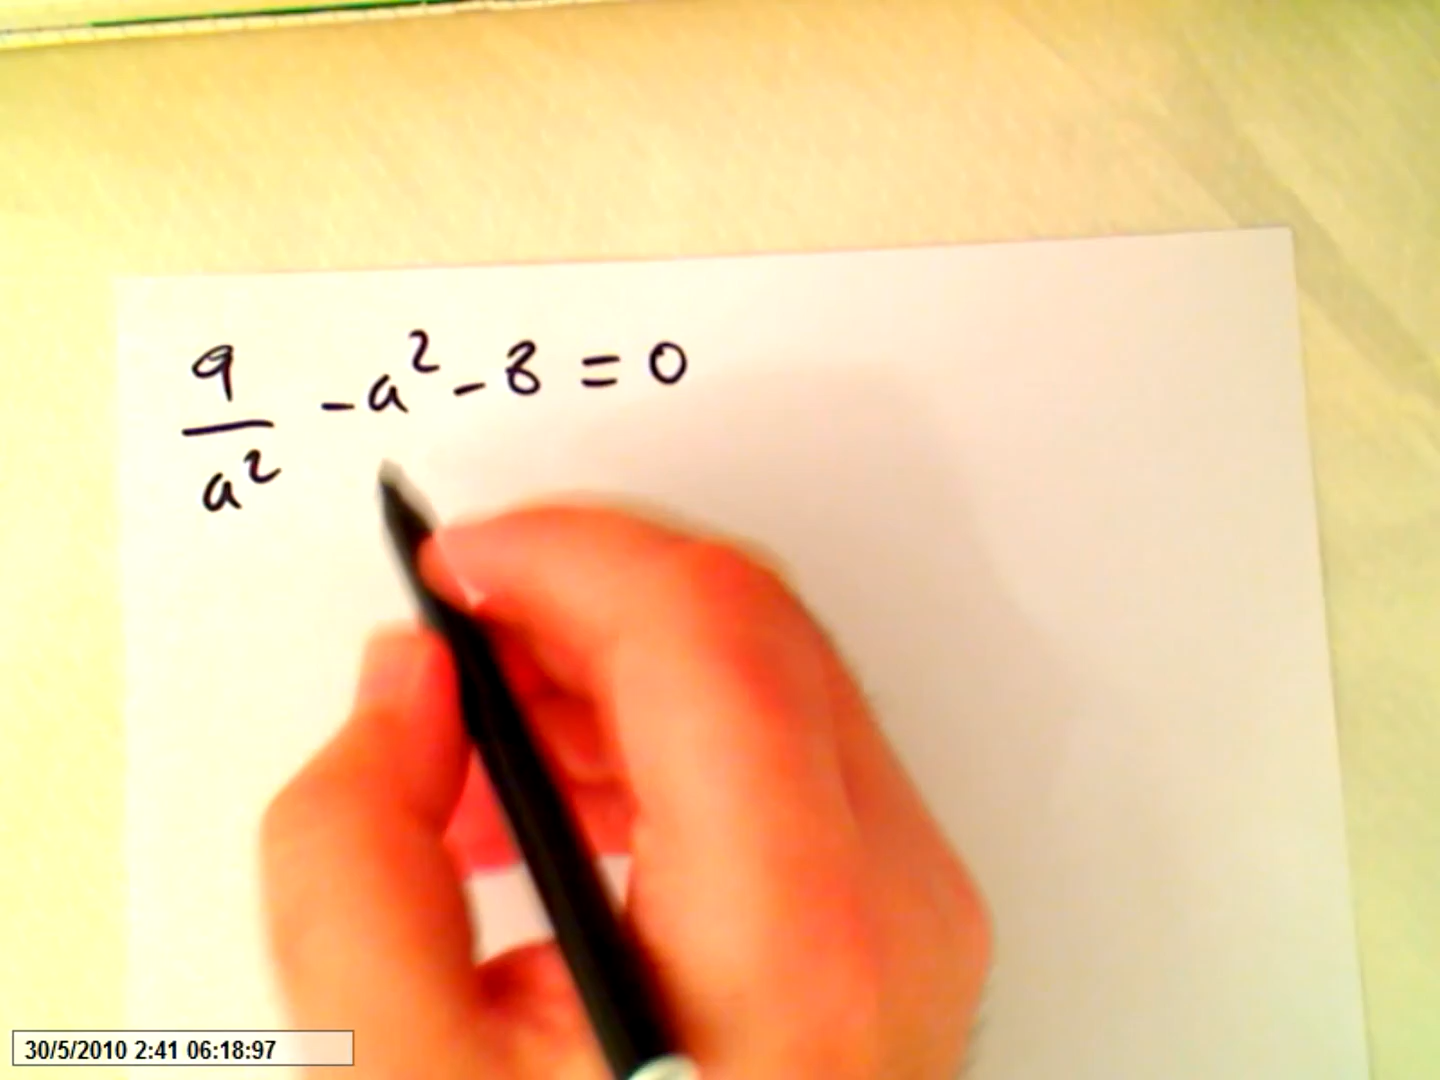 9/a² - a² - 8 = 0
30/5/2010 2:41 06:18:97